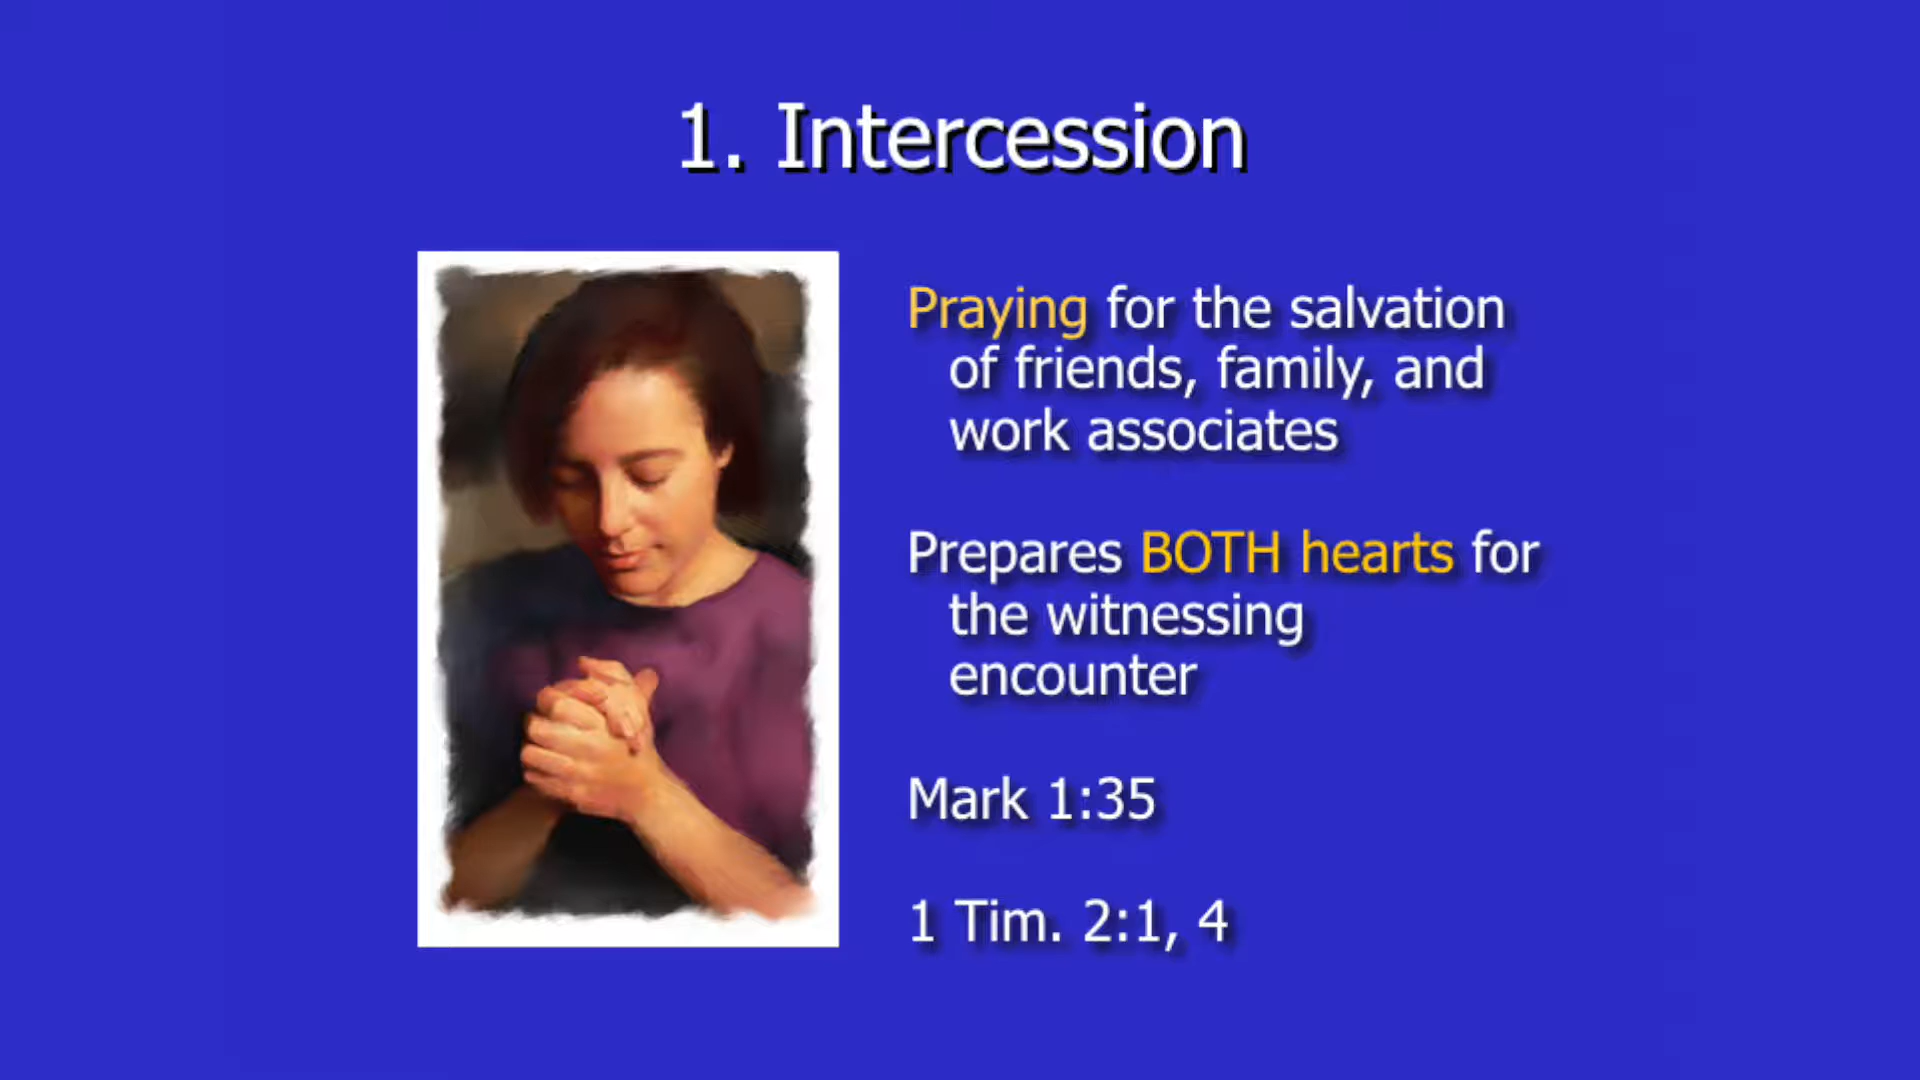 1. Intercession
Praying for the salvation
of friends, family, and
work associates
Prepares BOTH hearts for
the witnessing
encounter
Mark 1:35
1 Tim. 2:1, 4